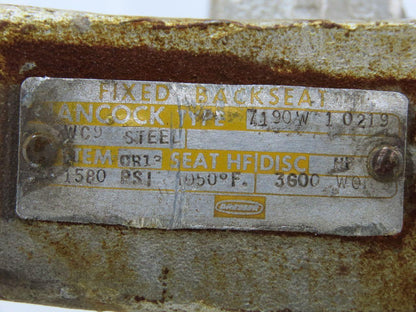 FIXED BACKSEAT
HANCOCK TYPE 7190W 1 0219
WC9 STEEL
STEM CR13 SEAT HF DISC HF
1580 PSI 1050°F. 3600 WO